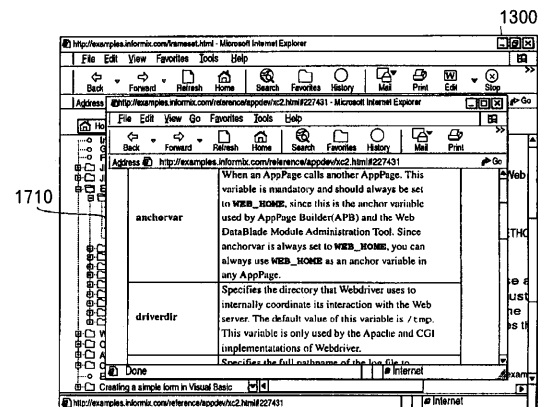 1300
http://examples.informix.com/frameset.html - Microsoft Internet Explorer
File Edit View Favorites Tools Help
Back Forward Refresh Home Search Favorites History Mail Print Edit Stop
Address
Go
http://examples.informix.com/reference/appdev/xc2.html#227431 - Microsoft Internet Explorer
File Edit View Go Favorites Tools Help
Back Forward Refresh Home Search Favorites History Mail Print
Address http://examples.informix.com/reference/appdev/xc2.html#227431 Go
1710
anchorvar
When an AppPage calls another AppPage. This
variable is mandatory and should always be set
to WEB_HOME, since this is the anchor variable
used by AppPage Builder(APB) and the Web
DataBlade Module Administration Tool. Since
anchorvar is always set to WEB_HOME, you can
always use WEB_HOME as an anchor variable in
any AppPage.
driverdir
Specifies the directory that Webdriver uses to
internally coordinate its interaction with the Web
server. The default value of this variable is /tmp.
This variable is only used by the Apache and CGI
implementatations of Webdriver.
Specifies the full pathname of the log file to
Done
Internet
Creating a simple form in Visual Basic
http://examples.informix.com/reference/appdev/xc2.html#227431
Internet